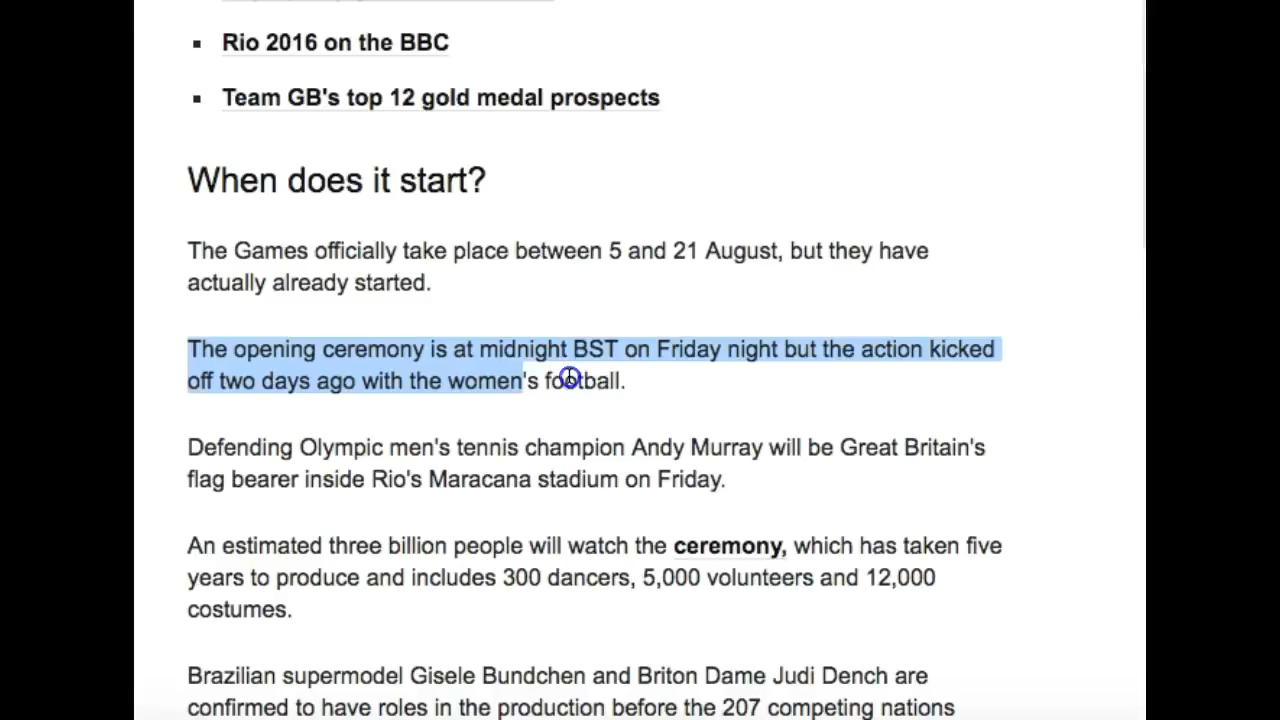 Rio 2016 on the BBC
Team GB's top 12 gold medal prospects
When does it start?
The Games officially take place between 5 and 21 August, but they have
actually already started.
The opening ceremony is at midnight BST on Friday night but the action kicked
off two days ago with the women's football.
Defending Olympic men's tennis champion Andy Murray will be Great Britain's
flag bearer inside Rio's Maracana stadium on Friday.
An estimated three billion people will watch the ceremony, which has taken five
years to produce and includes 300 dancers, 5,000 volunteers and 12,000
costumes.
Brazilian supermodel Gisele Bundchen and Briton Dame Judi Dench are
confirmed to have roles in the production before the 207 competing nations